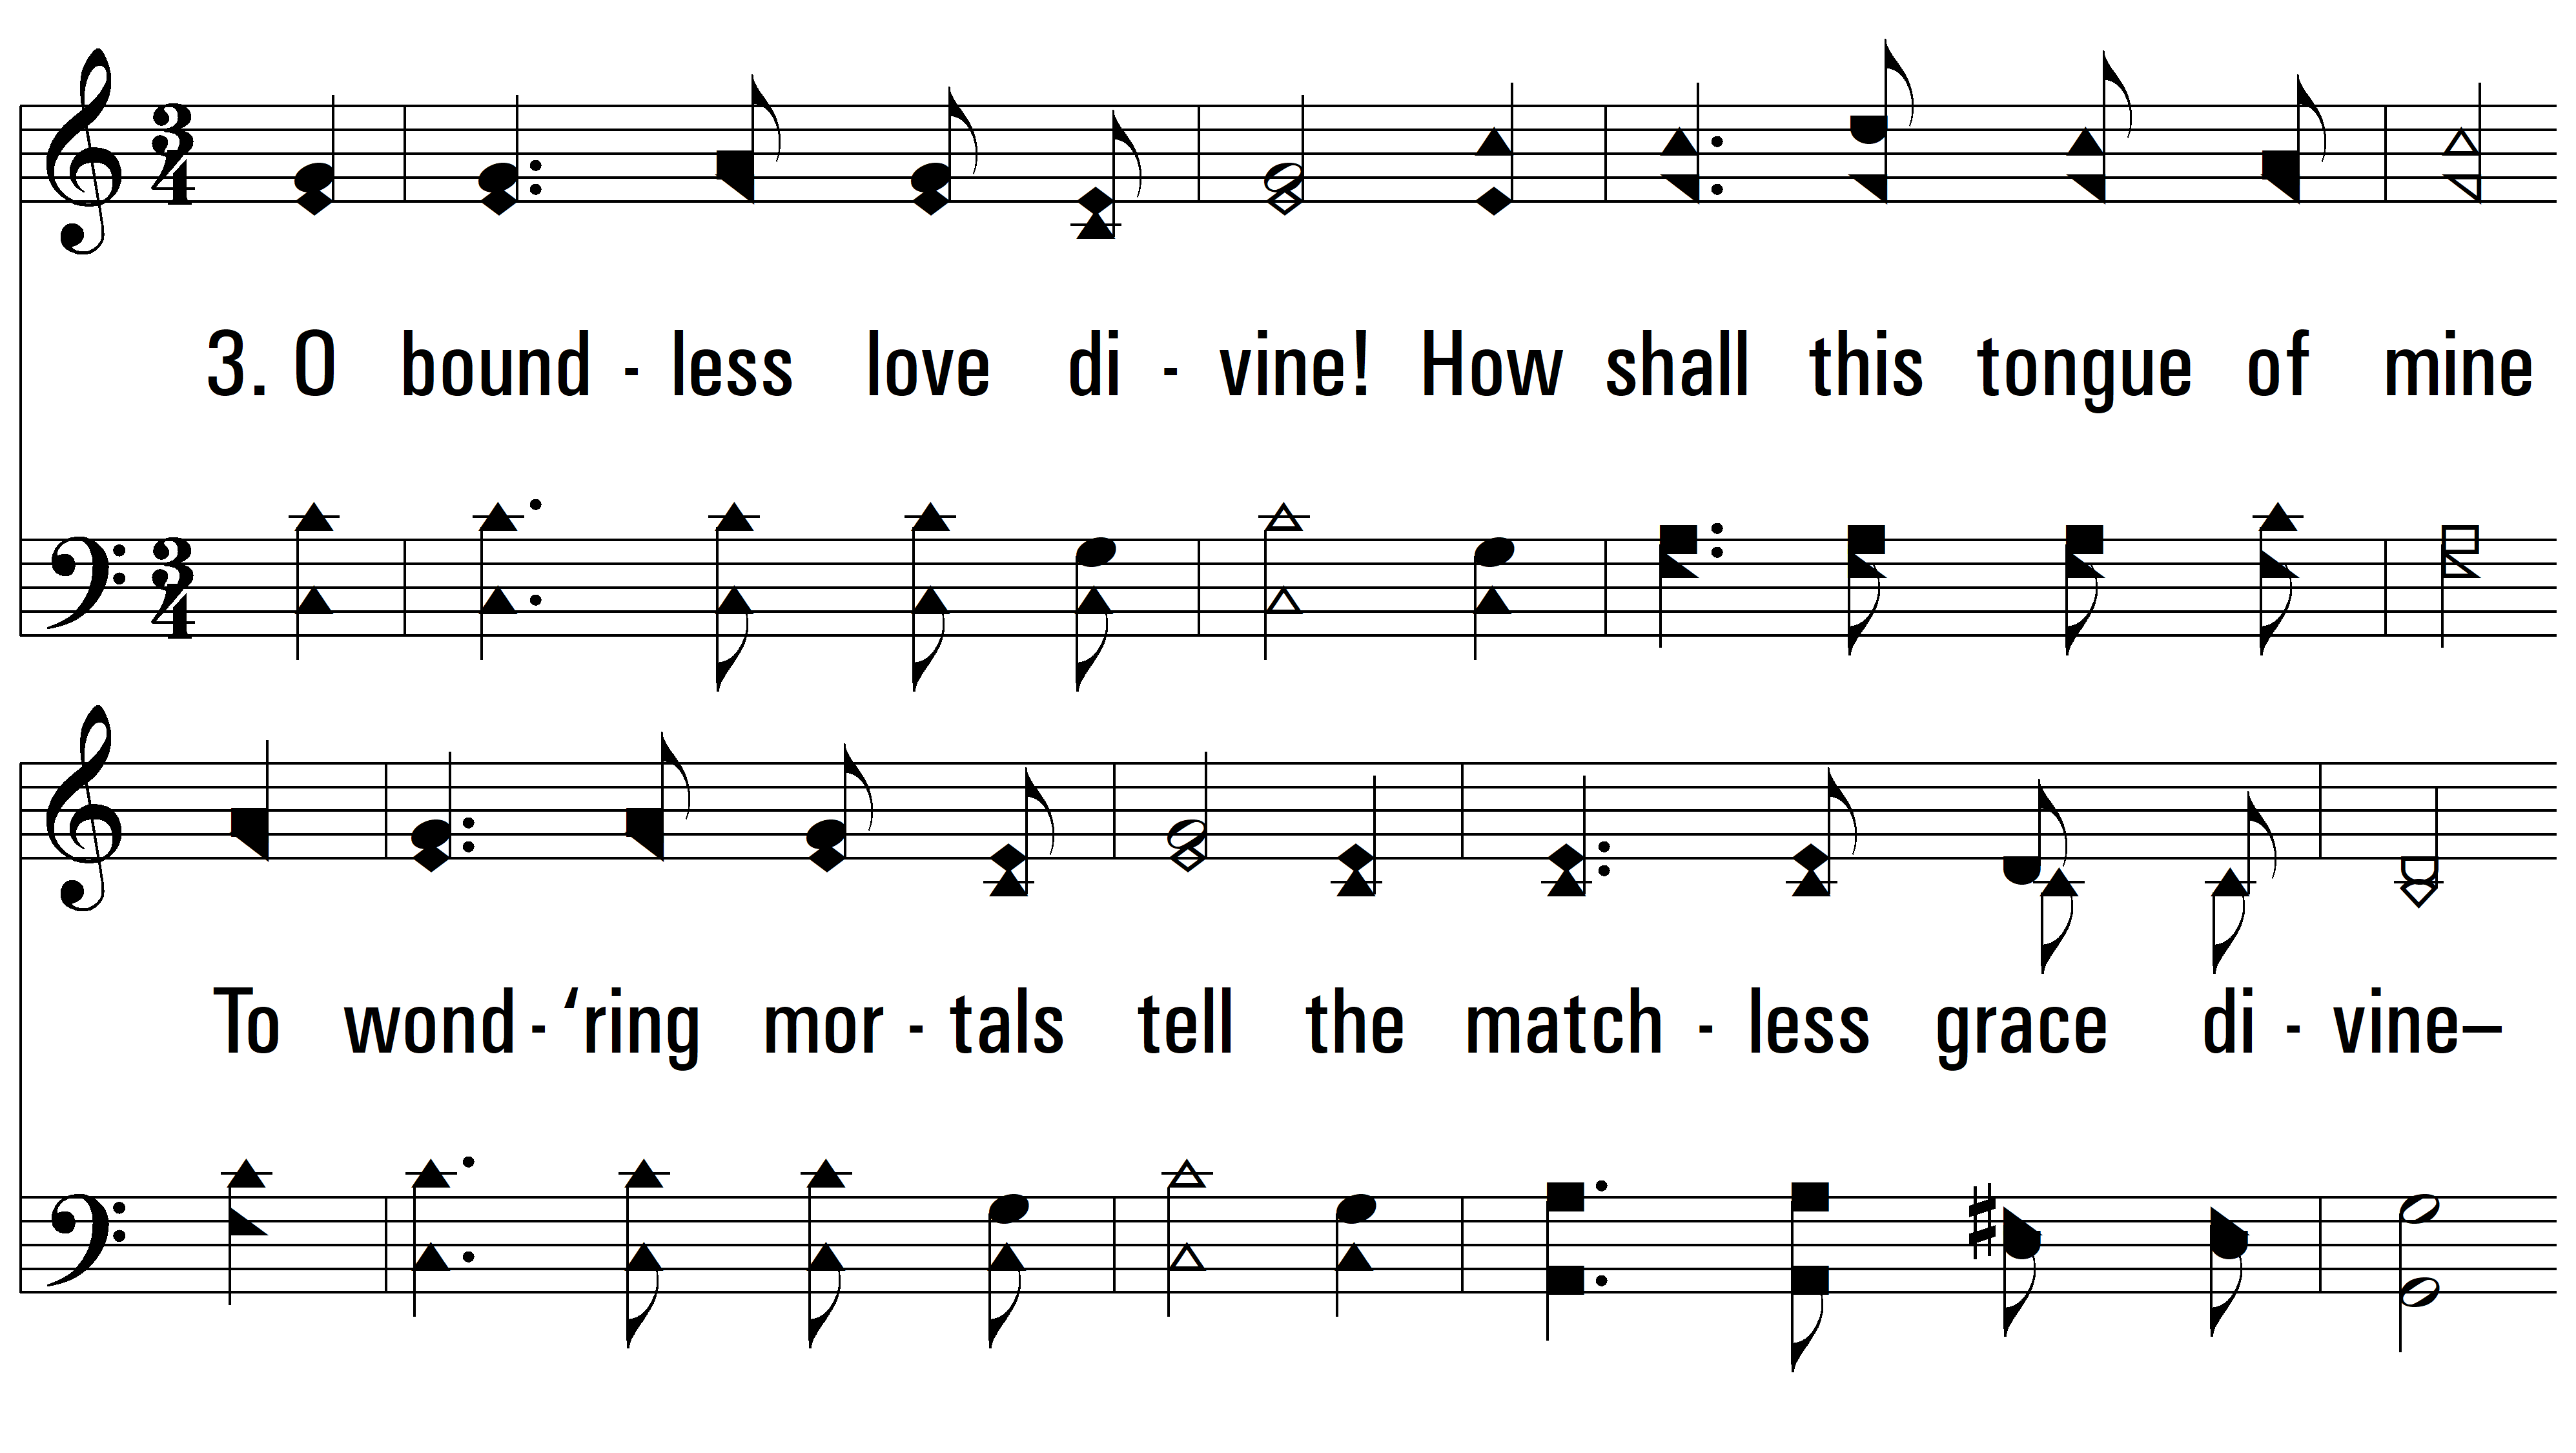 3. O bound - less love di - vine! How shall this tongue of mine
To wond - ‘ring mor - tals tell the match - less grace di - vine–